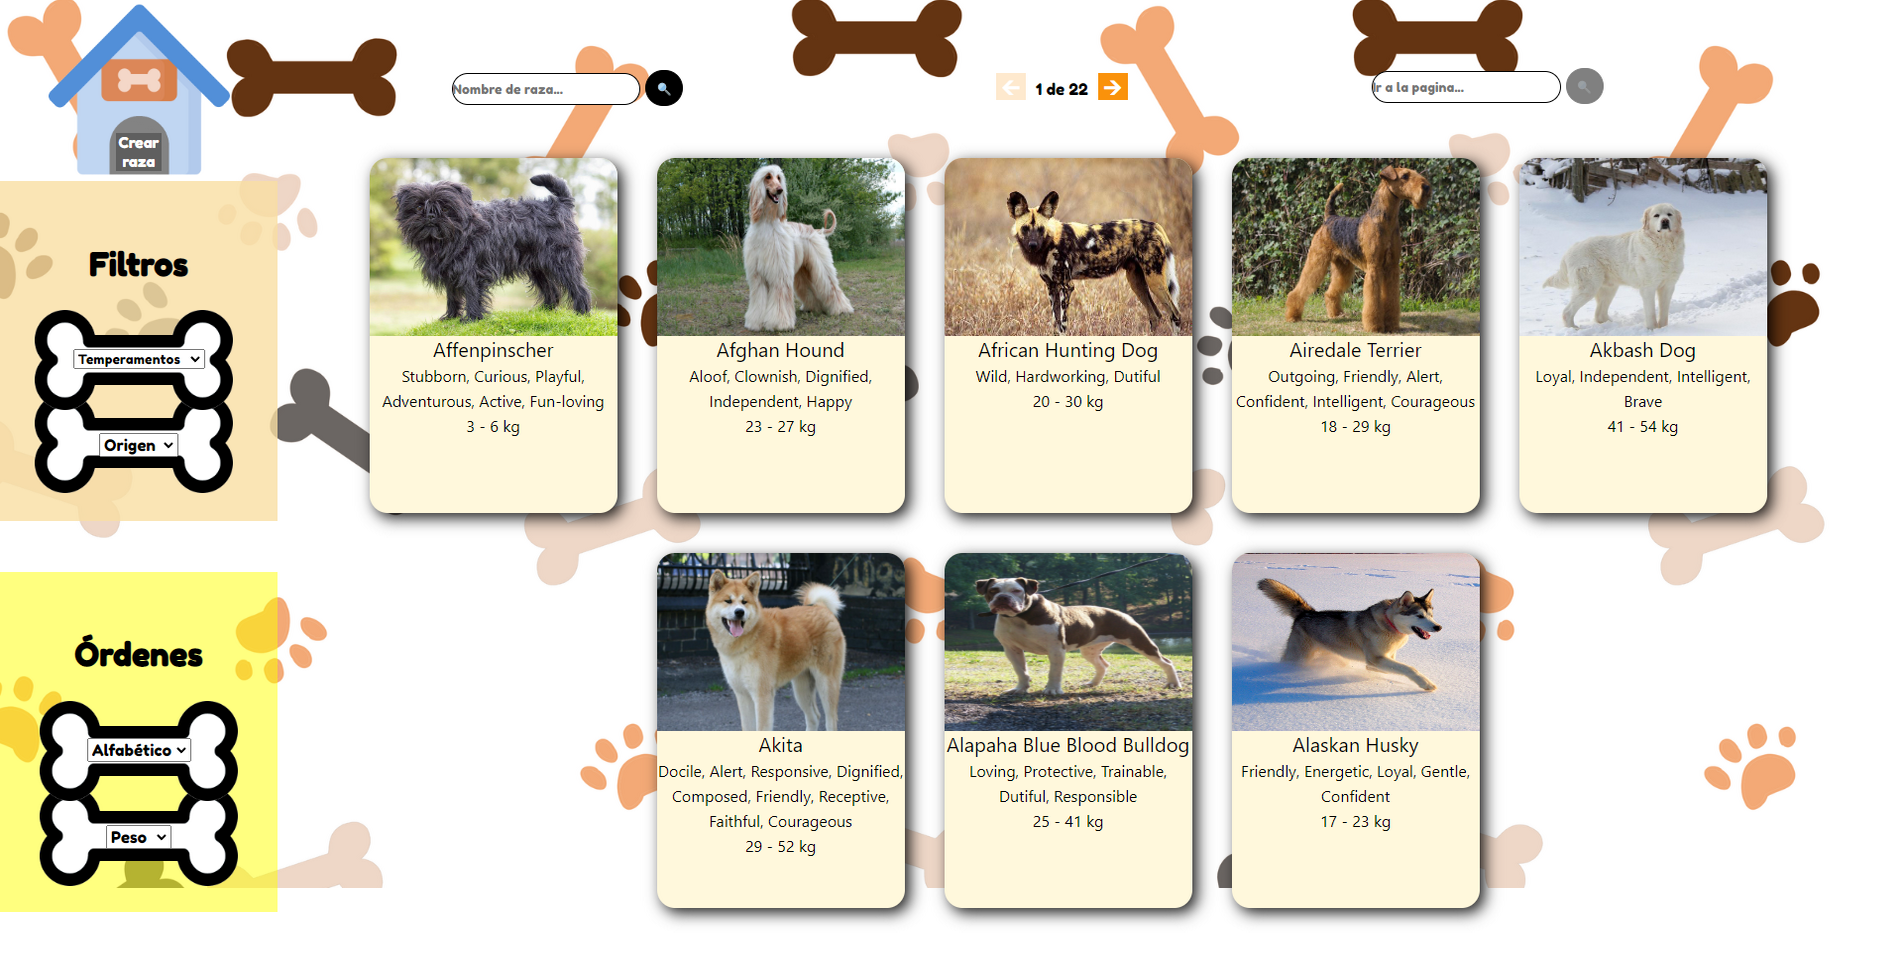 Crear
raza
Nombre de raza...
1 de 22
Ir a la pagina...
Filtros
Temperamentos
Origen
Órdenes
Alfabético
Peso
Affenpinscher
Stubborn, Curious, Playful,
Adventurous, Active, Fun-loving
3 - 6 kg
Afghan Hound
Aloof, Clownish, Dignified,
Independent, Happy
23 - 27 kg
African Hunting Dog
Wild, Hardworking, Dutiful
20 - 30 kg
Airedale Terrier
Outgoing, Friendly, Alert,
Confident, Intelligent, Courageous
18 - 29 kg
Akbash Dog
Loyal, Independent, Intelligent,
Brave
41 - 54 kg
Akita
Docile, Alert, Responsive, Dignified,
Composed, Friendly, Receptive,
Faithful, Courageous
29 - 52 kg
Alapaha Blue Blood Bulldog
Loving, Protective, Trainable,
Dutiful, Responsible
25 - 41 kg
Alaskan Husky
Friendly, Energetic, Loyal, Gentle,
Confident
17 - 23 kg